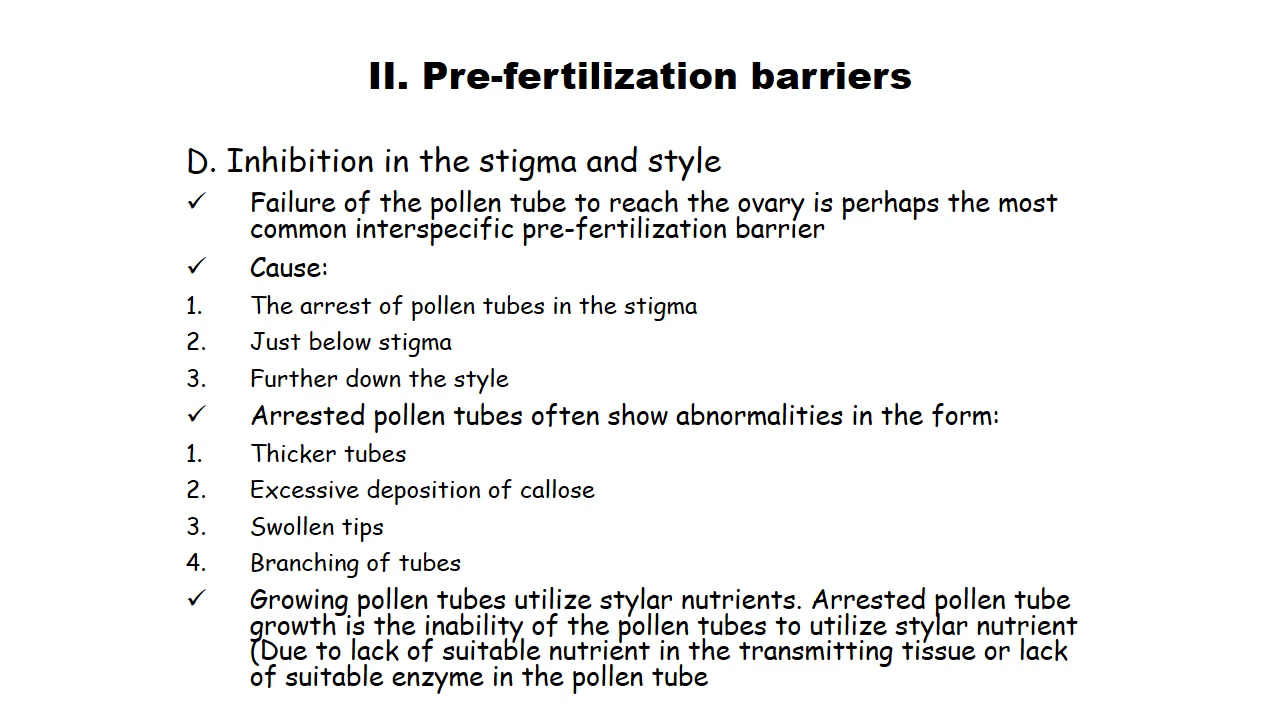 II. Pre-fertilization barriers
D. Inhibition in the stigma and style
✓ Failure of the pollen tube to reach the ovary is perhaps the most
common interspecific pre-fertilization barrier
✓ Cause:
1. The arrest of pollen tubes in the stigma
2. Just below stigma
3. Further down the style
✓ Arrested pollen tubes often show abnormalities in the form:
1. Thicker tubes
2. Excessive deposition of callose
3. Swollen tips
4. Branching of tubes
✓ Growing pollen tubes utilize stylar nutrients. Arrested pollen tube
growth is the inability of the pollen tubes to utilize stylar nutrient
(Due to lack of suitable nutrient in the transmitting tissue or lack
of suitable enzyme in the pollen tube